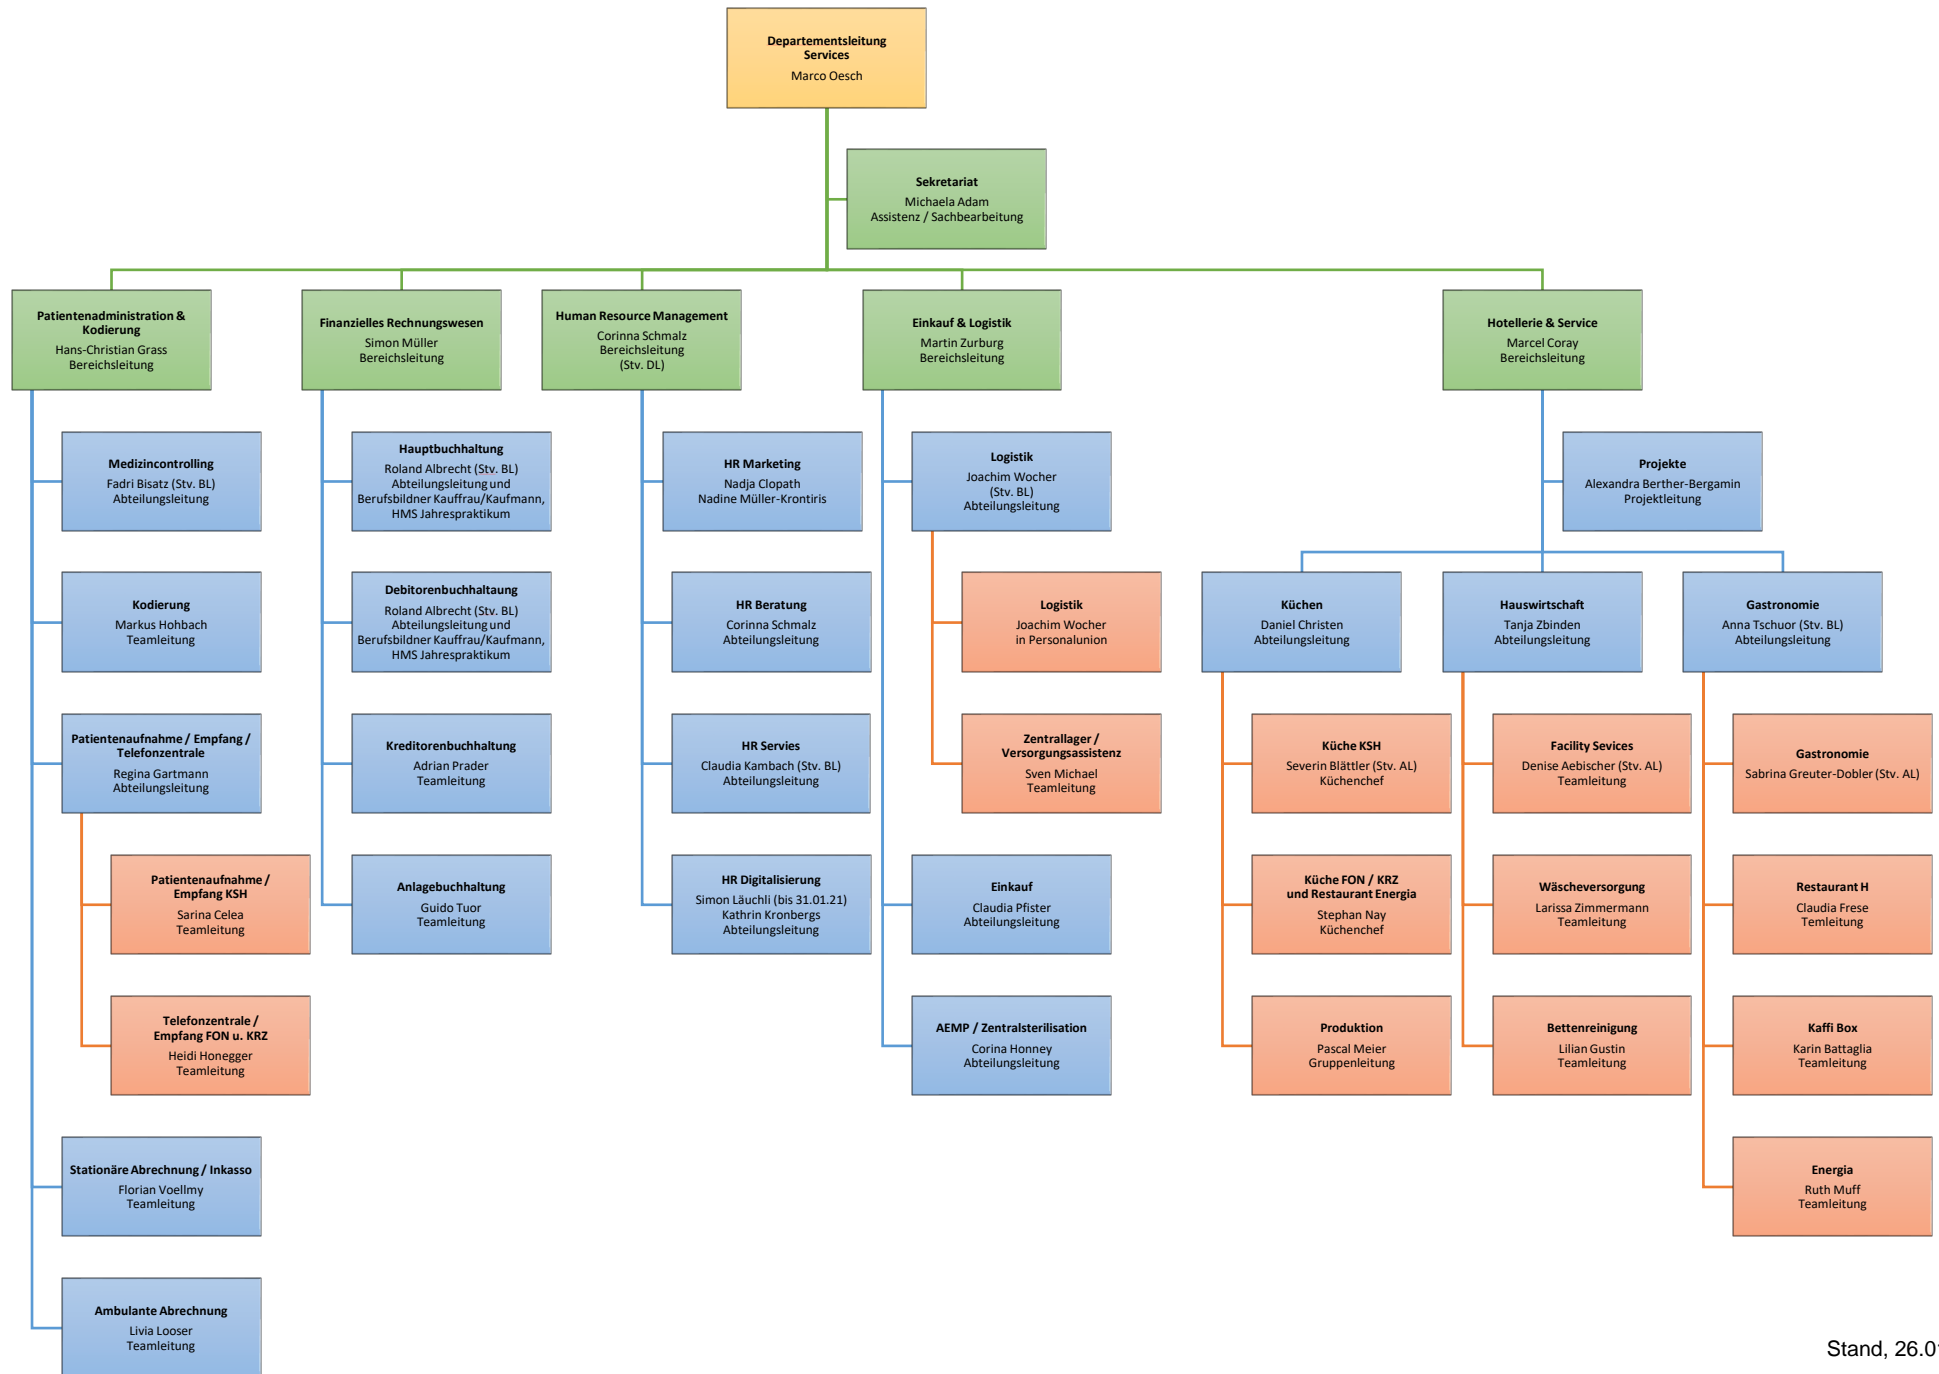 Departementsleitung
Services
Marco Oesch
Sekretariat
Michaela Adam
Assistenz / Sachbearbeitung
Patientenadministration &
Kodierung
Hans-Christian Grass
Bereichsleitung
Finanzielles Rechnungswesen
Simon Müller
Bereichsleitung
Human Resource Management
Corinna Schmalz
Bereichsleitung
(Stv. DL)
Einkauf & Logistik
Martin Zurburg
Bereichsleitung
Hotellerie & Service
Marcel Coray
Bereichsleitung
Medizincontrolling
Fadri Bisatz (Stv. BL)
Abteilungsleitung
Hauptbuchhaltung
Roland Albrecht (Stv. BL)
Abteilungsleitung und
Berufsbildner Kauffrau/Kaufmann,
HMS Jahrespraktikum
HR Marketing
Nadja Clopath
Nadine Müller-Krontiris
Logistik
Joachim Wocher
(Stv. BL)
Abteilungsleitung
Projekte
Alexandra Berther-Bergamin
Projektleitung
Kodierung
Markus Hohbach
Teamleitung
Debitorenbuchhaltaung
Roland Albrecht (Stv. BL)
Abteilungsleitung und
Berufsbildner Kauffrau/Kaufmann,
HMS Jahrespraktikum
HR Beratung
Corinna Schmalz
Abteilungsleitung
Logistik
Joachim Wocher
in Personalunion
Küchen
Daniel Christen
Abteilungsleitung
Hauswirtschaft
Tanja Zbinden
Abteilungsleitung
Gastronomie
Anna Tschuor (Stv. BL)
Abteilungsleitung
Patientenaufnahme / Empfang /
Telefonzentrale
Regina Gartmann
Abteilungsleitung
Kreditorenbuchhaltung
Adrian Prader
Teamleitung
HR Servies
Claudia Kambach (Stv. BL)
Abteilungsleitung
Zentrallager /
Versorgungsassistenz
Sven Michael
Teamleitung
Küche KSH
Severin Blättler (Stv. AL)
Küchenchef
Facility Sevices
Denise Aebischer (Stv. AL)
Teamleitung
Gastronomie
Sabrina Greuter-Dobler (Stv. AL)
Patientenaufnahme /
Empfang KSH
Sarina Celea
Teamleitung
Anlagebuchhaltung
Guido Tuor
Teamleitung
HR Digitalisierung
Simon Läuchli (bis 31.01.21)
Kathrin Kronbergs
Abteilungsleitung
Einkauf
Claudia Pfister
Abteilungsleitung
Küche FON / KRZ
und Restaurant Energia
Stephan Nay
Küchenchef
Wäscheversorgung
Larissa Zimmermann
Teamleitung
Restaurant H
Claudia Frese
Temleitung
Telefonzentrale /
Empfang FON u. KRZ
Heidi Honegger
Teamleitung
AEMP / Zentralsterilisation
Corina Honney
Abteilungsleitung
Produktion
Pascal Meier
Gruppenleitung
Bettenreinigung
Lilian Gustin
Teamleitung
Kaffi Box
Karin Battaglia
Teamleitung
Stationäre Abrechnung / Inkasso
Florian Voellmy
Teamleitung
Energia
Ruth Muff
Teamleitung
Ambulante Abrechnung
Livia Looser
Teamleitung
Stand, 26.01